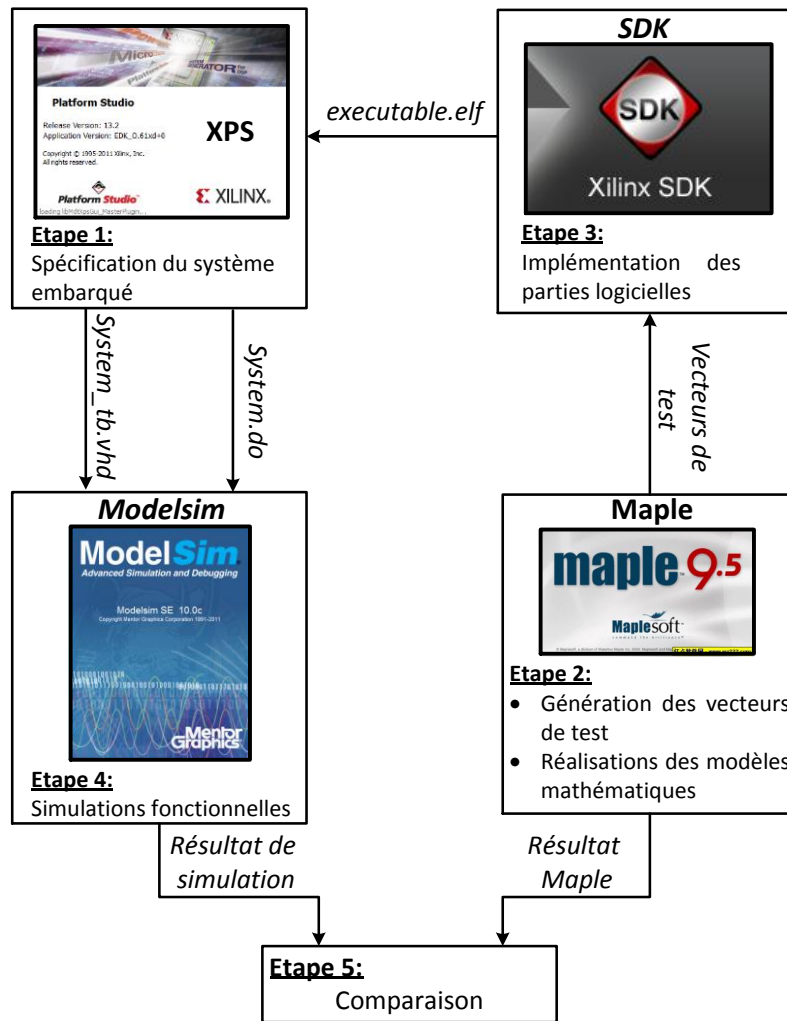 Micro
GENERATOR
Platform Studio
Release Version: 13.2
Application Version: EDK_O.61xd+0
Copyright © 1995-2011 Xilinx, Inc.
All rights reserved.
XPS
Platform Studio™
XILINX®
Etape 1:
Spécification du système
embarqué
executable.elf
SDK
SDK
Xilinx SDK
Etape 3:
Implémentation des
parties logicielles
System_tb.vhd
System.do
Vecteurs de
test
Modelsim
ModelSim
Advanced Simulation and Debugging
Modelsim SE 10.0c
Copyright Mentor Graphics Corporation 1991-2011
Mentor
Graphics
Etape 4:
Simulations fonctionnelles
Maple
maple 9.5
Maplesoft
Etape 2:
• Génération des vecteurs
de test
• Réalisations des modèles
mathématiques
Résultat de
simulation
Résultat
Maple
Etape 5:
Comparaison